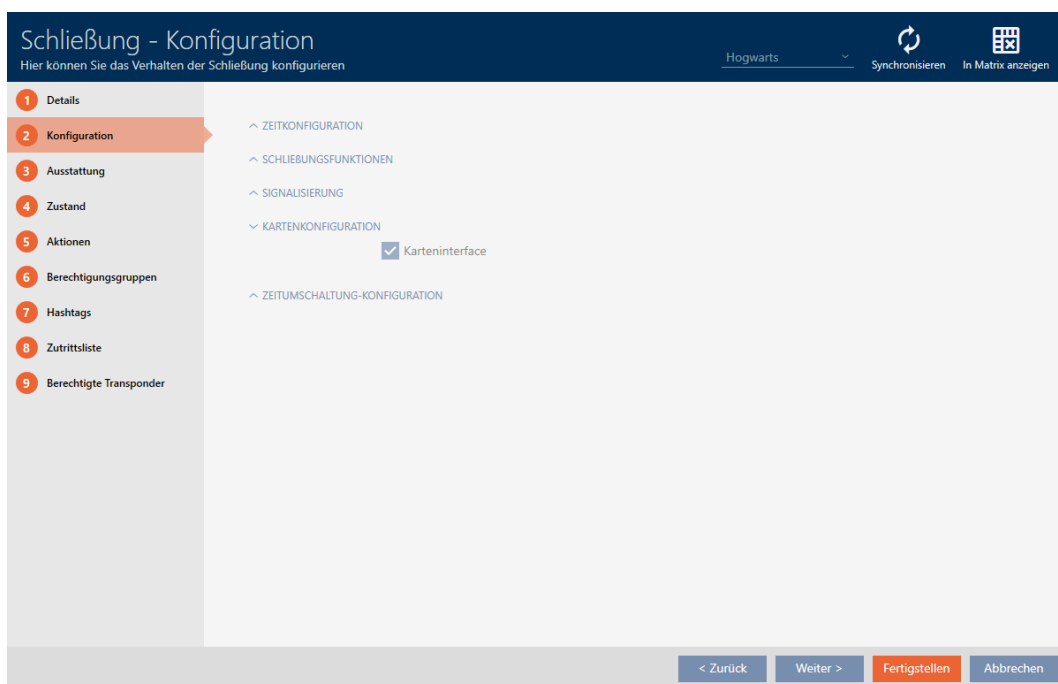 Schließung - Konfiguration
Hier können Sie das Verhalten der Schließung konfigurieren
Hogwarts
Synchronisieren
In Matrix anzeigen
1 Details
2 Konfiguration
3 Ausstattung
4 Zustand
5 Aktionen
6 Berechtigungsgruppen
7 Hashtags
8 Zutrittsliste
9 Berechtigte Transponder
ZEITKONFIGURATION
SCHLIEßUNGSFUNKTIONEN
SIGNALISIERUNG
KARTENKONFIGURATION
Karteninterface
ZEITUMSCHALTUNG-KONFIGURATION
< Zurück
Weiter >
Fertigstellen
Abbrechen